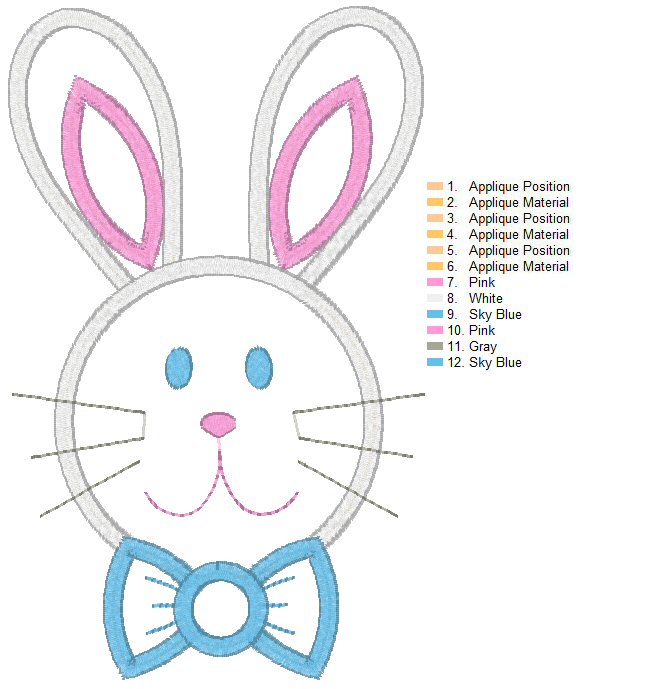 1. Applique Position
2. Applique Material
3. Applique Position
4. Applique Material
5. Applique Position
6. Applique Material
7. Pink
8. White
9. Sky Blue
10. Pink
11. Gray
12. Sky Blue